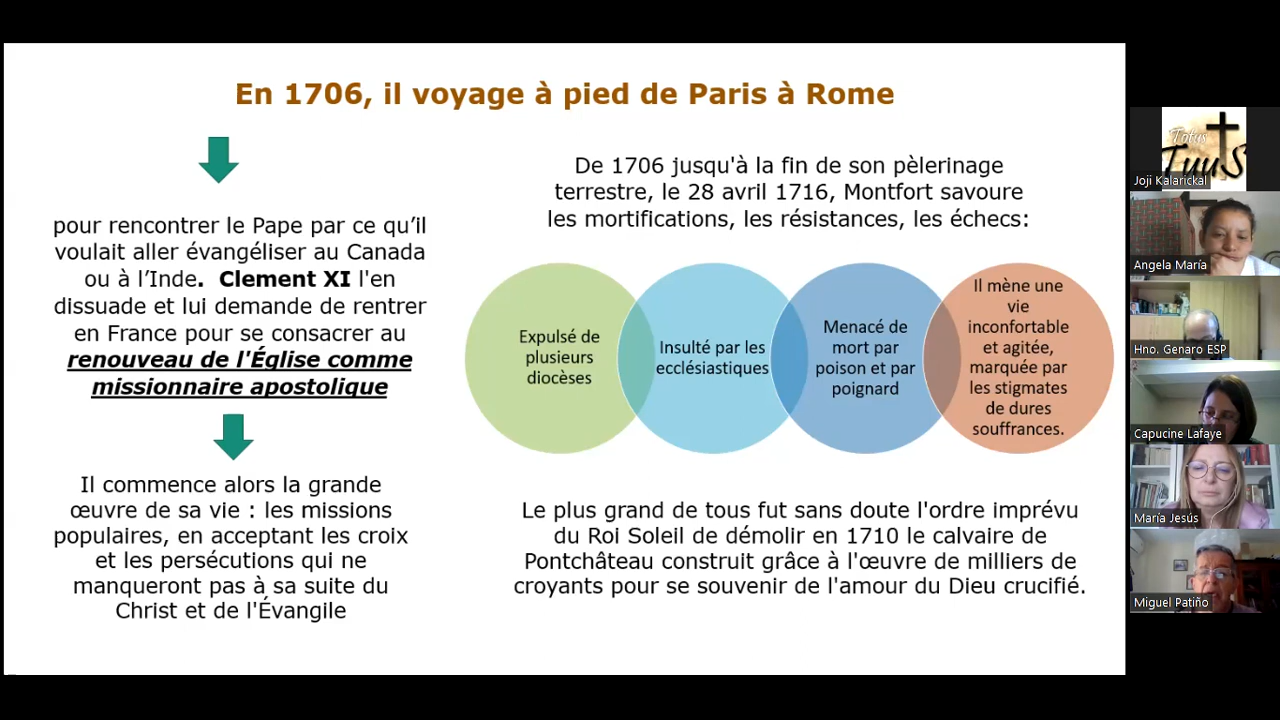 En 1706, il voyage à pied de Paris à Rome
pour rencontrer le Pape par ce qu’il
voulait aller évangéliser au Canada
ou à l’Inde. Clement XI l'en
dissuade et lui demande de rentrer
en France pour se consacrer au
renouveau de l'Église comme
missionnaire apostolique
Il commence alors la grande
œuvre de sa vie : les missions
populaires, en acceptant les croix
et les persécutions qui ne
manqueront pas à sa suite du
Christ et de l'Évangile
De 1706 jusqu'à la fin de son pèlerinage
terrestre, le 28 avril 1716, Montfort savoure
les mortifications, les résistances, les échecs:
Expulsé de
plusieurs
diocèses
Insulté par les
ecclésiastiques
Menacé de
mort par
poison et par
poignard
Il mène une
vie
inconfortable
et agitée,
marquée par
les stigmates
de dures
souffrances.
Le plus grand de tous fut sans doute l'ordre imprévu
du Roi Soleil de démolir en 1710 le calvaire de
Pontchâteau construit grâce à l'œuvre de milliers de
croyants pour se souvenir de l'amour du Dieu crucifié.
Totus
Tuus
Joji Kalarickal
Angela María
Hno. Genaro ESP
Capucine Lafaye
María Jesús
Miguel Patiño